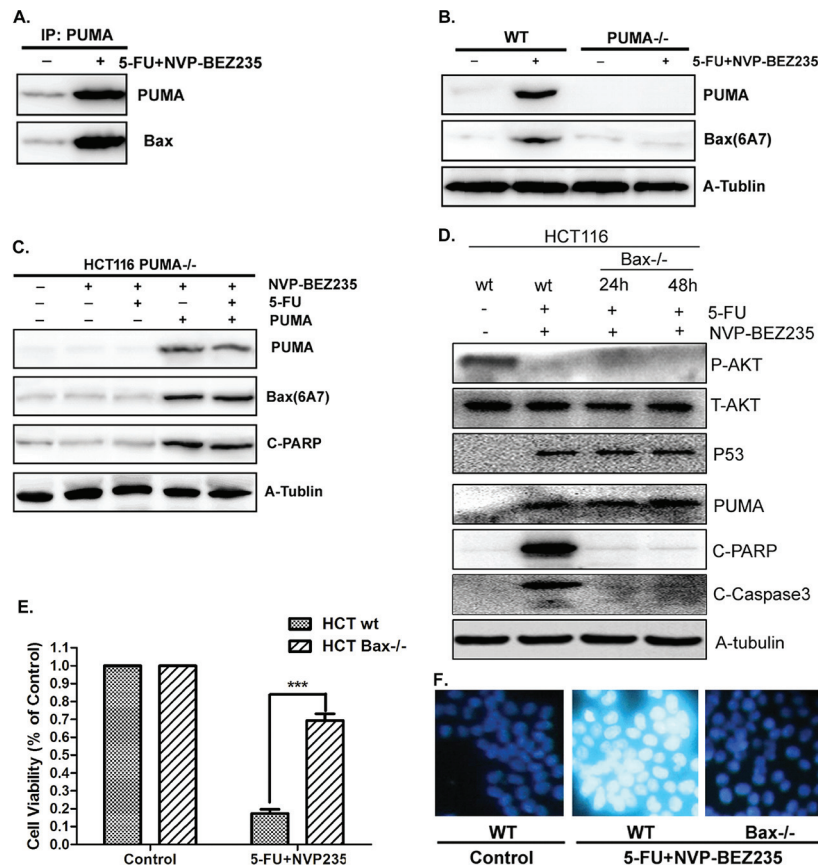 A.
IP: PUMA
– + 5-FU+NVP-BEZ235
PUMA
Bax
B.
WT PUMA-/-
– + – + 5-FU+NVP-BEZ235
PUMA
Bax(6A7)
A-Tublin
C.
HCT116 PUMA-/-
– + + + + NVP-BEZ235
– – + – + 5-FU
– – – + + PUMA
PUMA
Bax(6A7)
C-PARP
A-Tublin
D.
HCT116
Bax-/-
wt wt 24h 48h
- + + + 5-FU
- + + + NVP-BEZ235
P-AKT
T-AKT
P53
PUMA
C-PARP
C-Caspase3
A-tubulin
E.
HCT wt
HCT Bax-/-
Cell Viability (% of Control)
1.1
1.0
0.9
0.8
0.7
0.6
0.5
0.4
0.3
0.2
0.1
0.0
***
Control 5-FU+NVP235
F.
WT WT Bax-/-
Control 5-FU+NVP-BEZ235